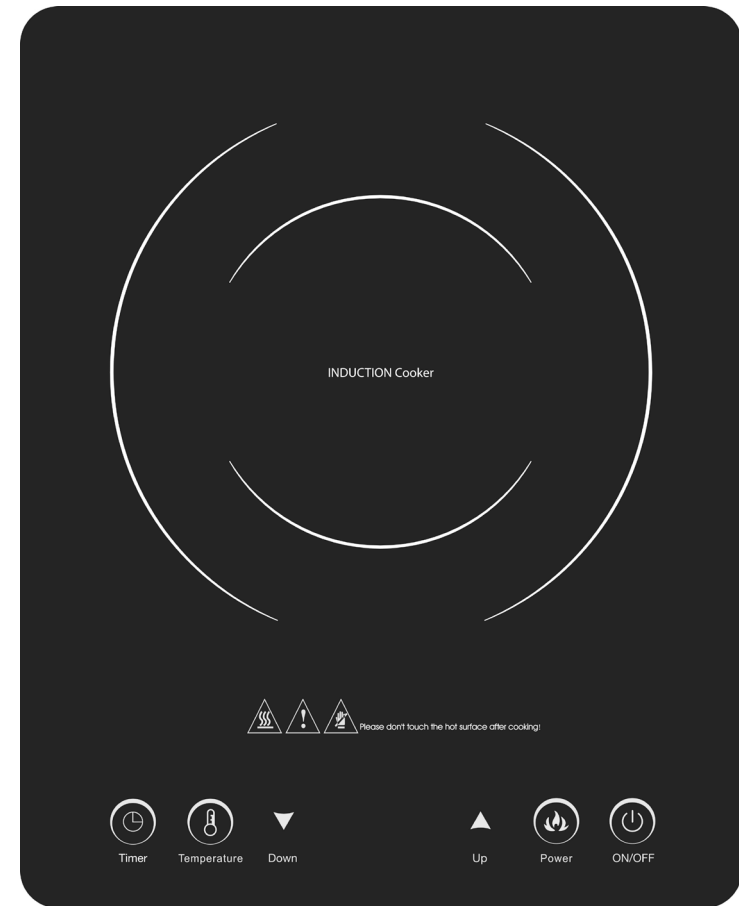 INDUCTION Cooker
Please don't touch the hot surface after cooking!
Timer Temperature Down Up Power ON/OFF